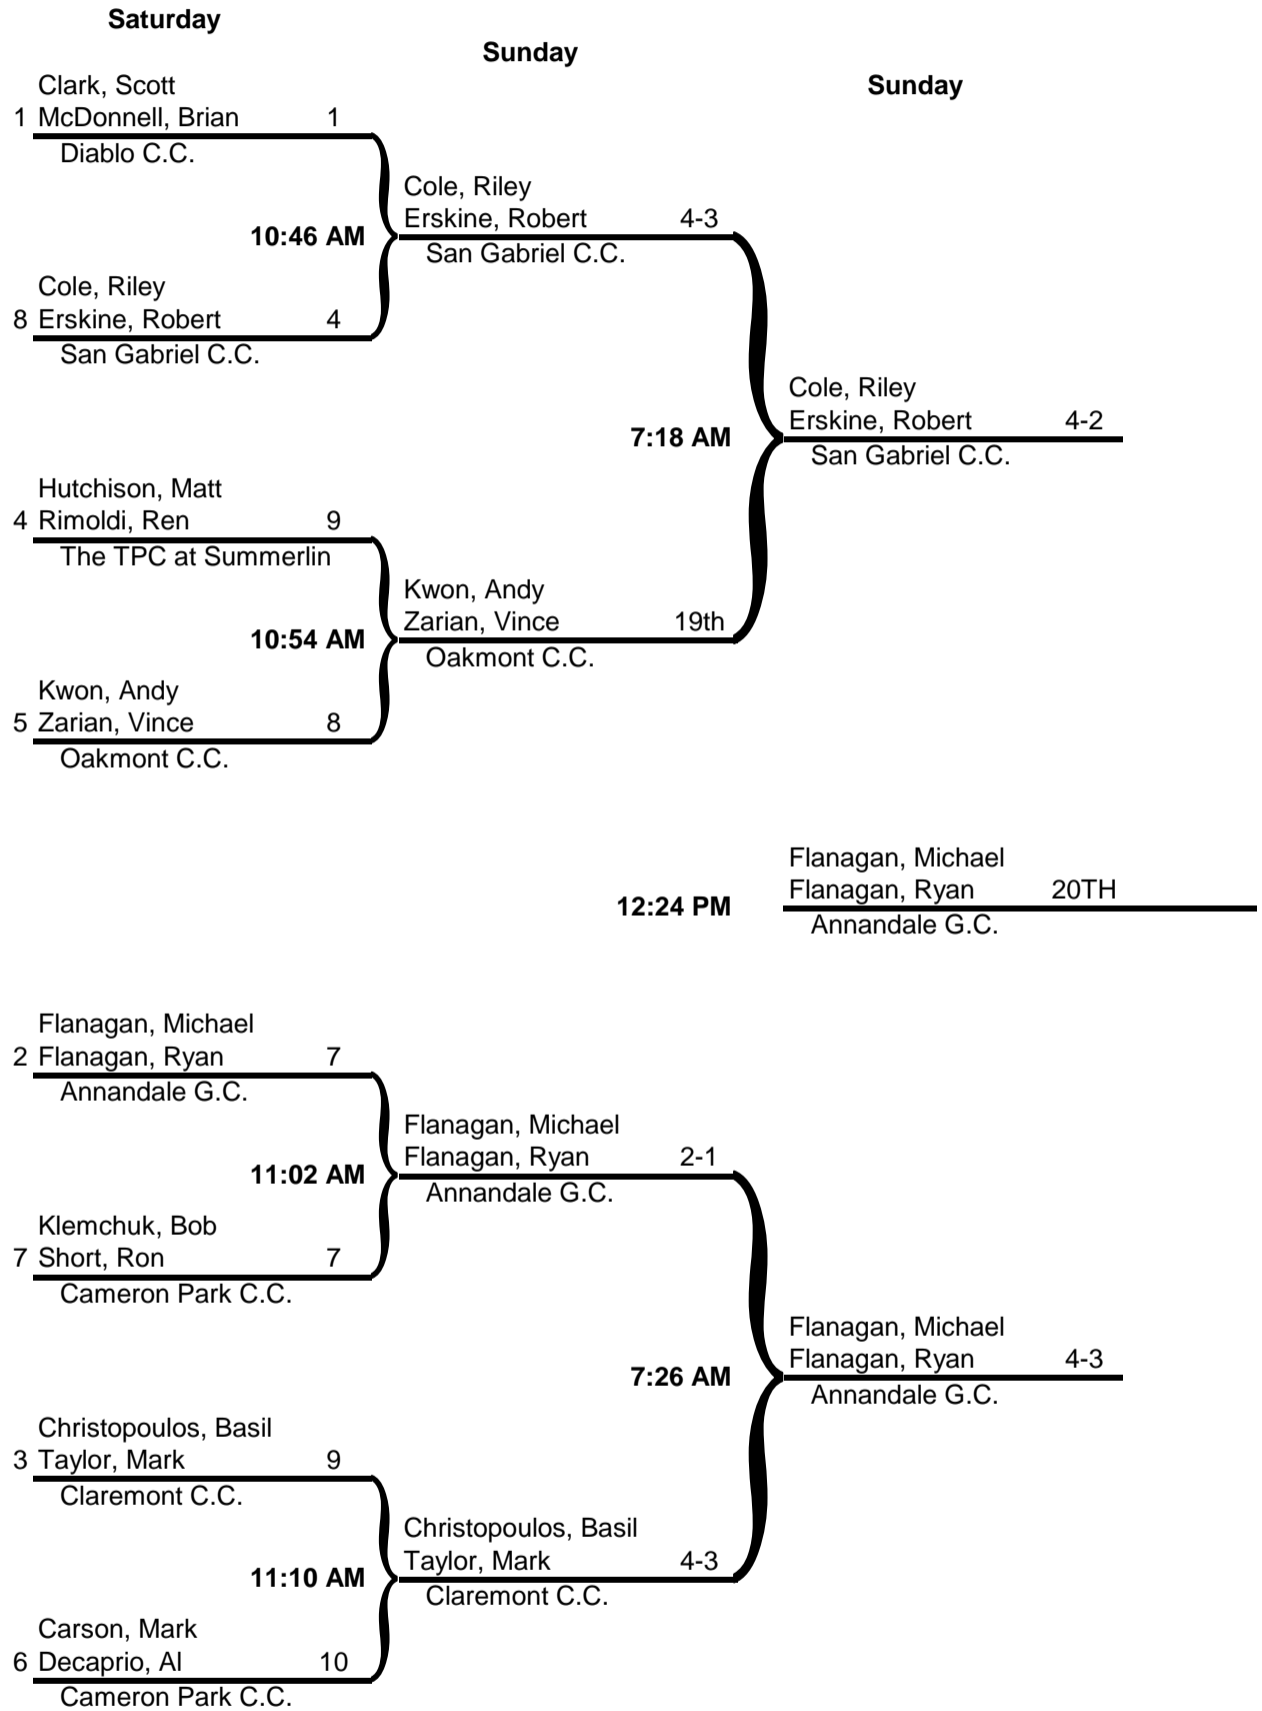 Saturday
Sunday
Sunday
Clark, Scott
1 McDonnell, Brian 1
Diablo C.C.
Cole, Riley
Erskine, Robert 4-3
10:46 AM
San Gabriel C.C.
Cole, Riley
8 Erskine, Robert 4
San Gabriel C.C.
Cole, Riley
Erskine, Robert 4-2
7:18 AM
San Gabriel C.C.
Hutchison, Matt
4 Rimoldi, Ren 9
The TPC at Summerlin
Kwon, Andy
Zarian, Vince 19th
10:54 AM
Oakmont C.C.
Kwon, Andy
5 Zarian, Vince 8
Oakmont C.C.
Flanagan, Michael
Flanagan, Ryan 20TH
12:24 PM
Annandale G.C.
Flanagan, Michael
2 Flanagan, Ryan 7
Annandale G.C.
Flanagan, Michael
Flanagan, Ryan 2-1
11:02 AM
Annandale G.C.
Klemchuk, Bob
7 Short, Ron 7
Cameron Park C.C.
Flanagan, Michael
Flanagan, Ryan 4-3
7:26 AM
Annandale G.C.
Christopoulos, Basil
3 Taylor, Mark 9
Claremont C.C.
Christopoulos, Basil
Taylor, Mark 4-3
11:10 AM
Claremont C.C.
Carson, Mark
6 Decaprio, Al 10
Cameron Park C.C.